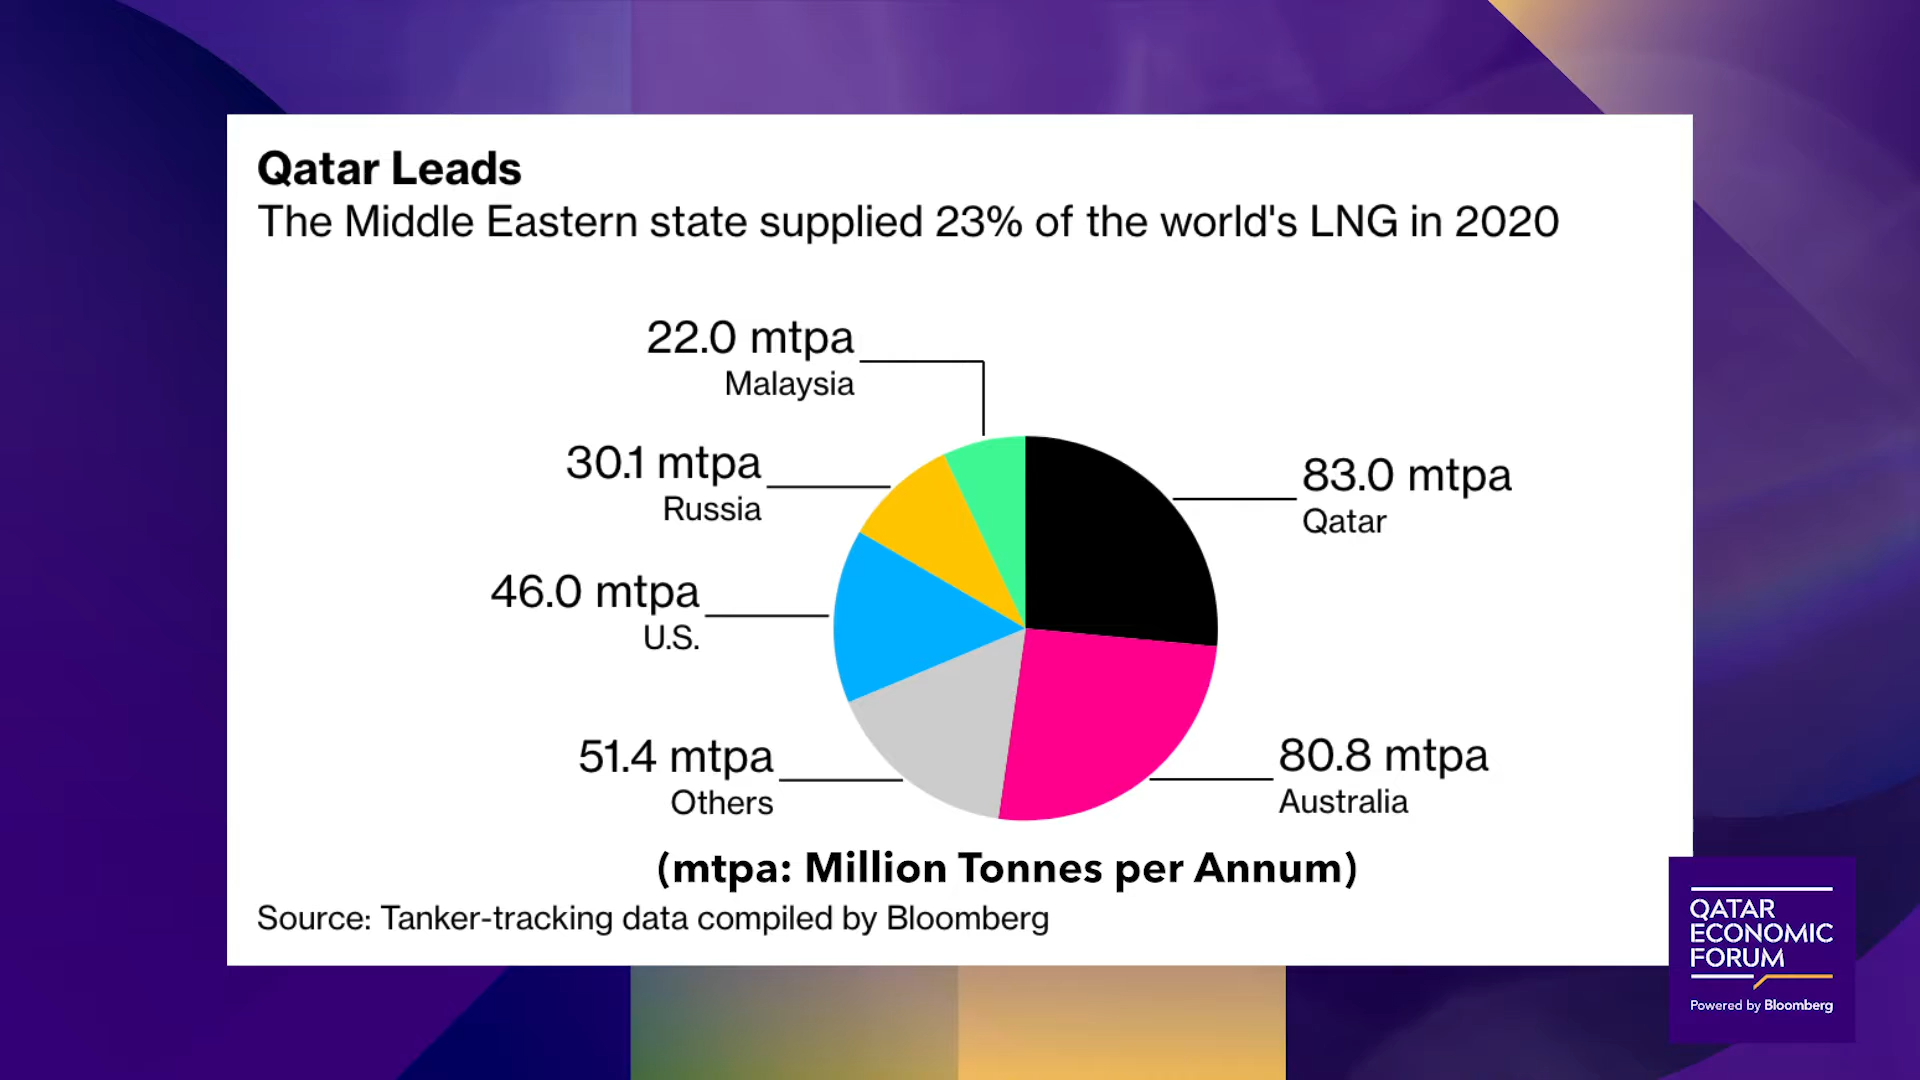 Qatar Leads
The Middle Eastern state supplied 23% of the world's LNG in 2020
22.0 mtpa
Malaysia
30.1 mtpa
Russia
83.0 mtpa
Qatar
46.0 mtpa
U.S.
51.4 mtpa
Others
80.8 mtpa
Australia
(mtpa: Million Tonnes per Annum)
Source: Tanker-tracking data compiled by Bloomberg
QATAR
ECONOMIC
FORUM
Powered by Bloomberg